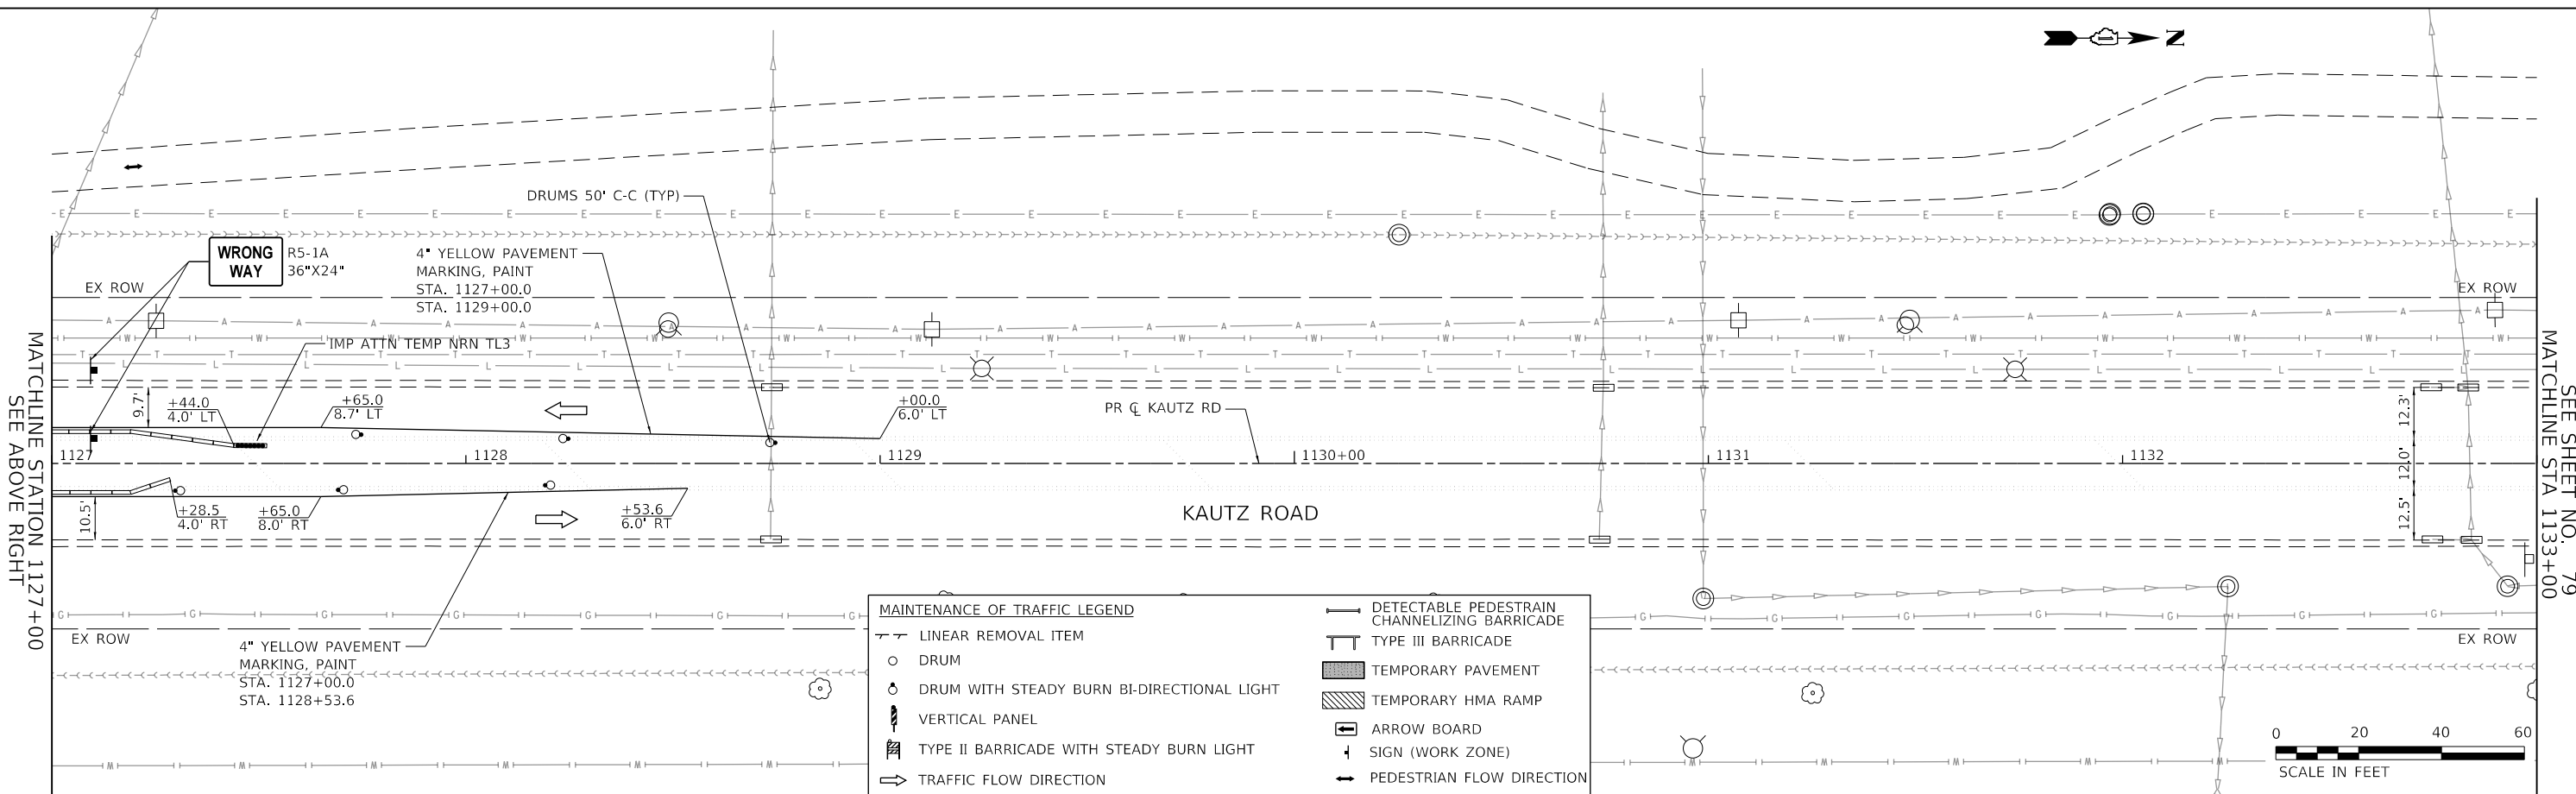 N
DRUMS 50' C-C (TYP)
WRONG
WAY
R5-1A
36"X24"
4" YELLOW PAVEMENT
MARKING, PAINT
STA. 1127+00.0
STA. 1129+00.0
EX ROW
EX ROW
IMP ATTN TEMP NRN TL3
MATCHLINE STATION 1127+00
SEE ABOVE RIGHT
SEE SHEET NO. 79
MATCHLINE STA 1133+00
9.7'
+44.0
4.0' LT
+65.0
8.7' LT
+00.0
6.0' LT
PR ℄ KAUTZ RD
12.3'
12.0'
12.5'
1127
1128
1129
1130+00
1131
1132
10.5'
+28.5
4.0' RT
+65.0
8.0' RT
+53.6
6.0' RT
KAUTZ ROAD
EX ROW
EX ROW
4" YELLOW PAVEMENT
MARKING, PAINT
STA. 1127+00.0
STA. 1128+53.6
MAINTENANCE OF TRAFFIC LEGEND
LINEAR REMOVAL ITEM
DRUM
DRUM WITH STEADY BURN BI-DIRECTIONAL LIGHT
VERTICAL PANEL
TYPE II BARRICADE WITH STEADY BURN LIGHT
TRAFFIC FLOW DIRECTION
DETECTABLE PEDESTRAIN
CHANNELIZING BARRICADE
TYPE III BARRICADE
TEMPORARY PAVEMENT
TEMPORARY HMA RAMP
ARROW BOARD
SIGN (WORK ZONE)
PEDESTRIAN FLOW DIRECTION
0 20 40 60
SCALE IN FEET